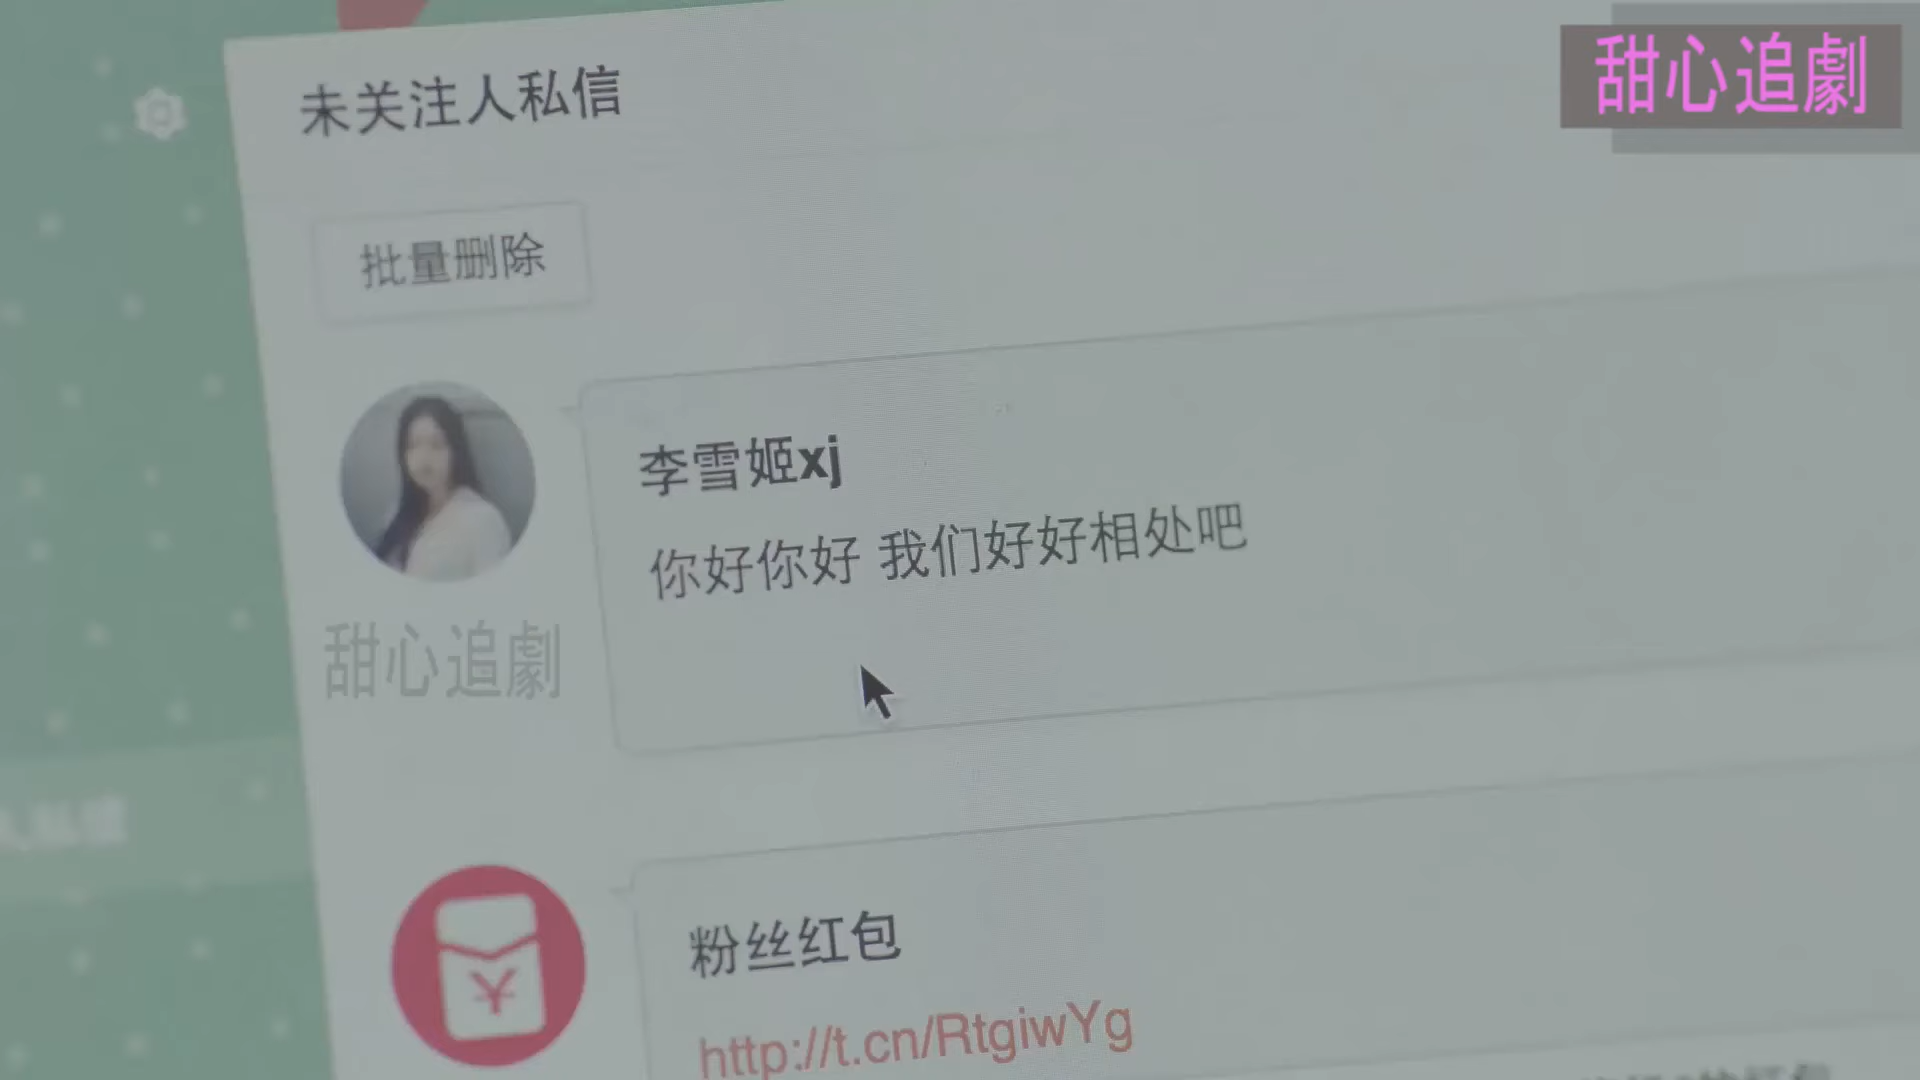 甜心追劇
未关注人私信
批量删除
李雪姬xj
你好你好 我们好好相处吧
甜心追劇
粉丝红包
http://t.cn/RtgiwYg